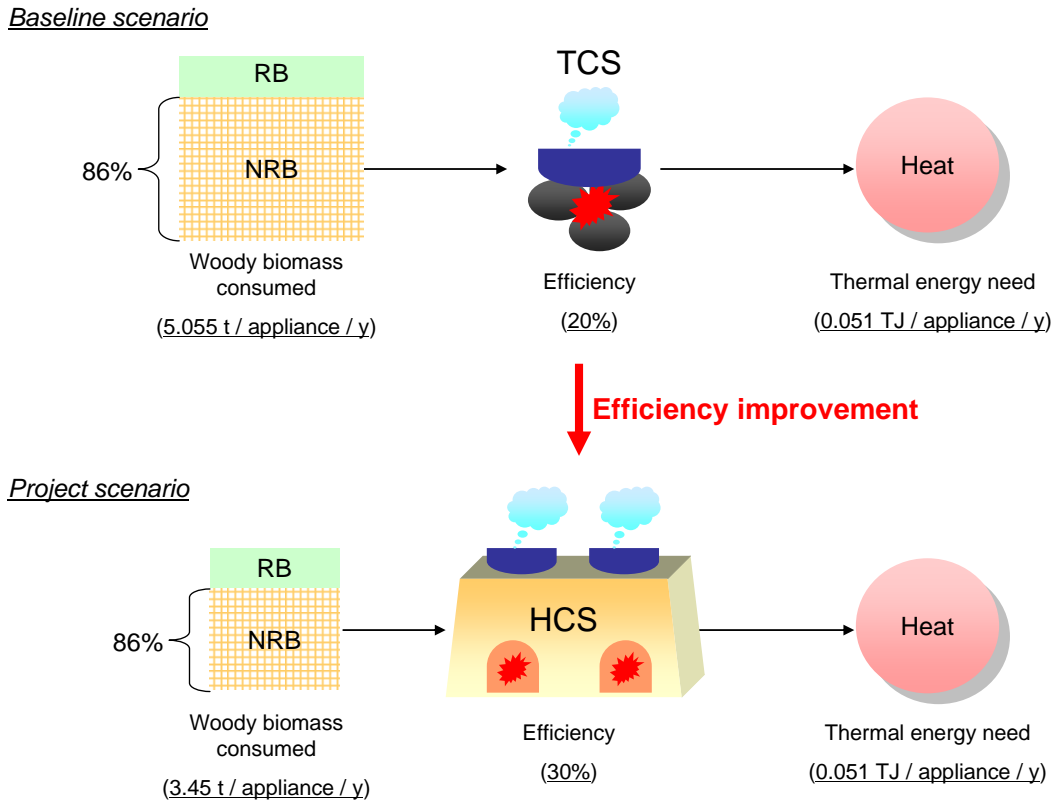 Baseline scenario
RB
86%
NRB
Woody biomass
consumed
(5.055 t / appliance / y)
TCS
Efficiency
(20%)
Heat
Thermal energy need
(0.051 TJ / appliance / y)
Efficiency improvement
Project scenario
RB
86%
NRB
Woody biomass
consumed
(3.45 t / appliance / y)
HCS
Efficiency
(30%)
Heat
Thermal energy need
(0.051 TJ / appliance / y)